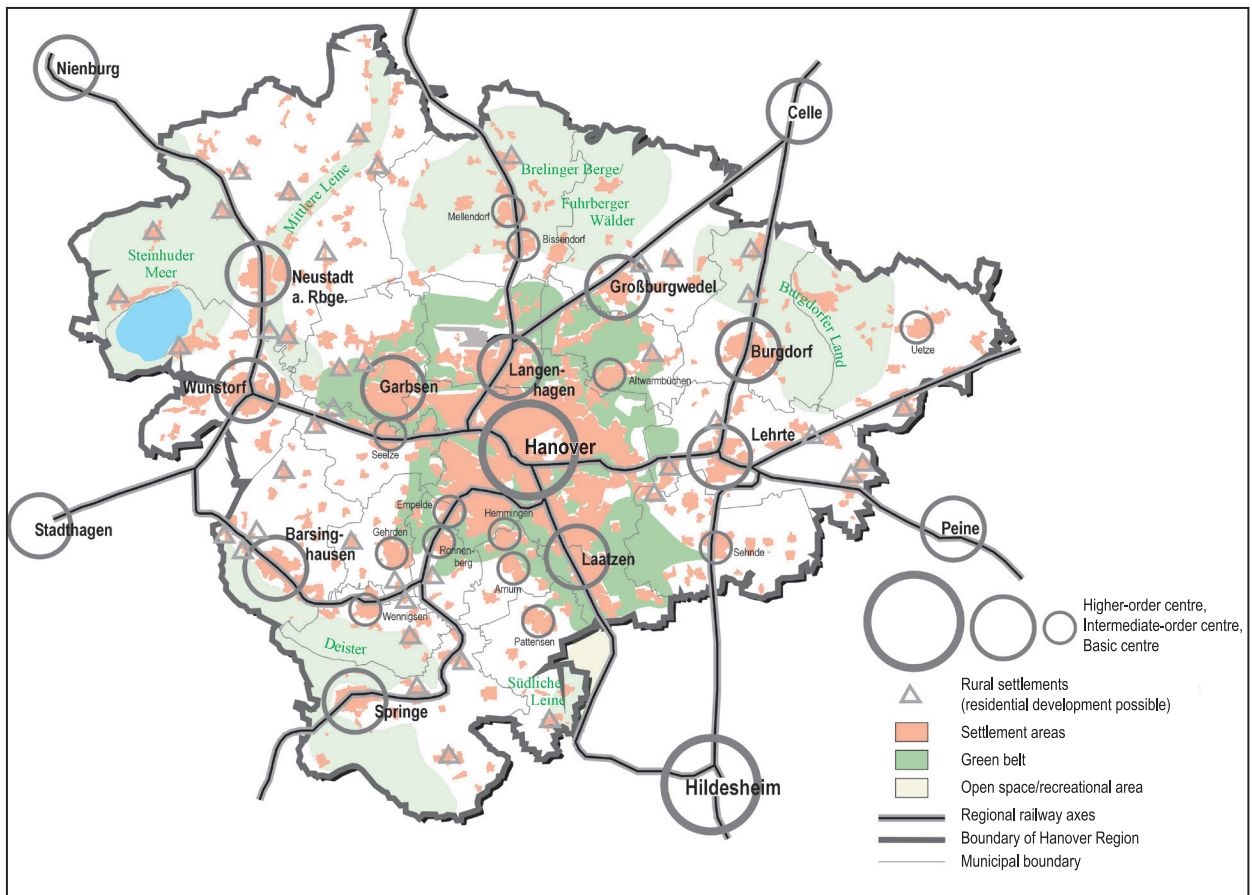 Nienburg
Celle
Mittlere Leine
Brelinger Berge/
Fuhrberger
Wälder
Mellendorf
Bissendorf
Steinhuder
Meer
Neustadt
a. Rbge.
Großburgwedel
Burgdorfer Land
Burgdorf
Uetze
Wunstorf
Garbsen
Langen-
hagen
Altwarmbüchen
Hanover
Lehrte
Seelze
Stadthagen
Peine
Empelde
Hemmingen
Barsing-
hausen
Gehrden
Ronnen-
berg
Laatzen
Sehnde
Arnum
Wennigsen
Pattensen
Deister
Südliche
Leine
Springe
Hildesheim
Higher-order centre,
Intermediate-order centre,
Basic centre
Rural settlements
(residential development possible)
Settlement areas
Green belt
Open space/recreational area
Regional railway axes
Boundary of Hanover Region
Municipal boundary